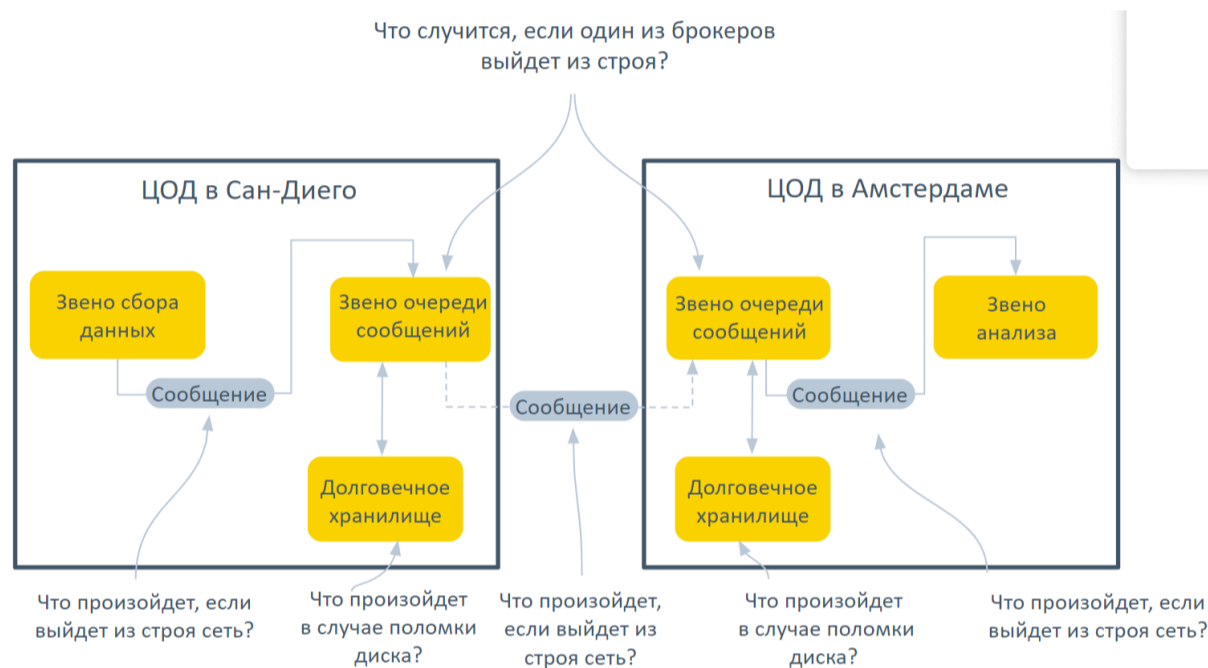 Что случится, если один из брокеров
выйдет из строя?
ЦОД в Сан-Диего
Звено сбора
данных
Сообщение
Звено очереди
сообщений
Долговечное
хранилище
Сообщение
ЦОД в Амстердаме
Звено очереди
сообщений
Сообщение
Звено
анализа
Долговечное
хранилище
Что произойдет, если
выйдет из строя сеть?
Что произойдет
в случае поломки
диска?
Что произойдет,
если выйдет из
строя сеть?
Что произойдет
в случае поломки
диска?
Что произойдет, если
выйдет из строя сеть?